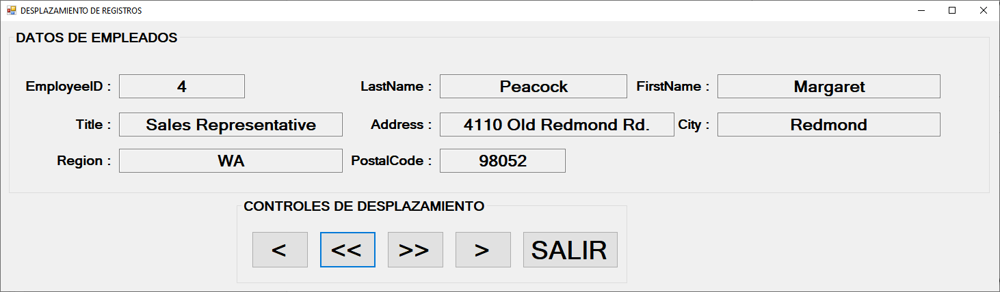 DESPLAZAMIENTO DE REGISTROS
DATOS DE EMPLEADOS
EmployeeID : 4 LastName : Peacock FirstName : Margaret
Title : Sales Representative Address : 4110 Old Redmond Rd. City : Redmond
Region : WA PostalCode : 98052
CONTROLES DE DESPLAZAMIENTO
< << >> > SALIR